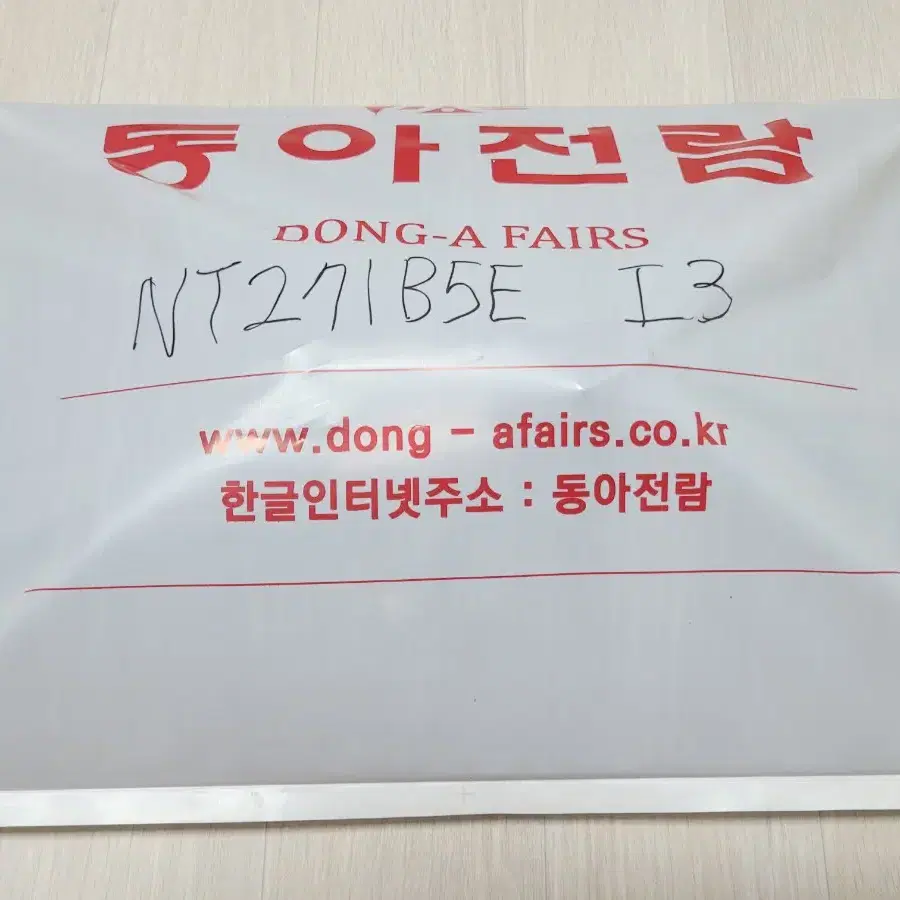 동아전람
DONG-A FAIRS
NT271B5E I3
www.dong - afairs.co.kr
한글인터넷주소 : 동아전람